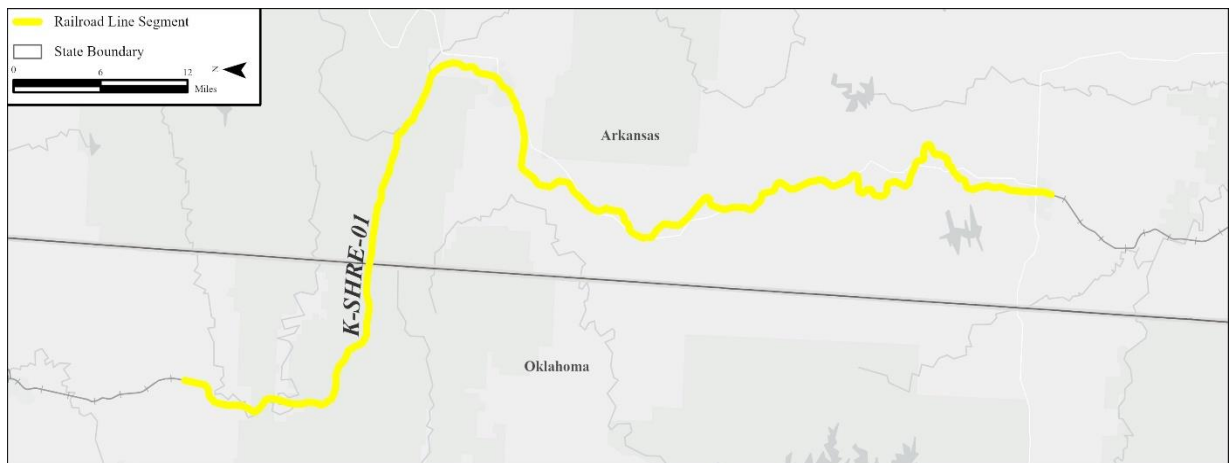 Railroad Line Segment
State Boundary
0 6 12
Miles
N
Arkansas
K-SHRE-01
Oklahoma